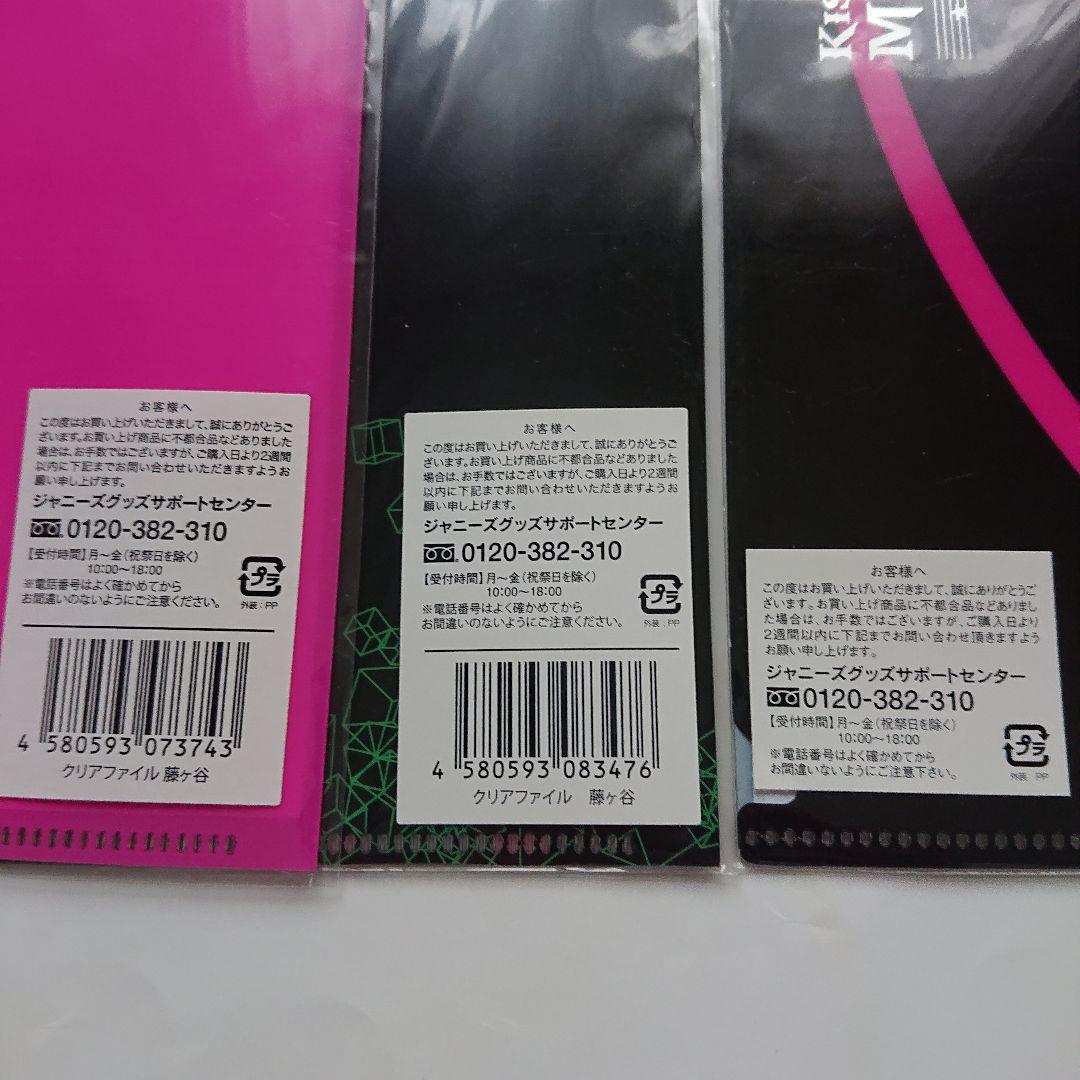 お客様へ
この度はお買い上げいただきまして、誠にありがとうご
ざいます。お買い上げ商品に不都合品などありました
場合は、お手数ではございますが、ご購入日より2週間
以内に下記までお問い合わせいただきますようお
願い申し上げます。
ジャニーズグッズサポートセンター
0120-382-310
【受付時間】月〜金(祝祭日を除く)
10:00〜18:00
※電話番号はよく確かめてから
お間違いのないようにご注意ください。
プラ
外装:PP
4 580593 073743
クリアファイル 藤ヶ谷
お客様へ
この度はお買い上げいただきまして、誠にありがとうご
ざいます。お買い上げ商品に不都合品などありました
場合は、お手数ではございますが、ご購入日より2週間
以内に下記までお問い合わせいただきますようお
願い申し上げます。
ジャニーズグッズサポートセンター
0120-382-310
【受付時間】月〜金(祝祭日を除く)
10:00〜18:00
※電話番号はよく確かめてから
お間違いのないようにご注意ください。
プラ
外装:PP
4 580593 083476
クリアファイル 藤ヶ谷
KIS
M
お客様へ
この度はお買い上げいただきまして、誠にありがとうご
ざいます。お買い上げ商品に不都合品などありまし
た場合は、お手数ではございますが、ご購入日より
2週間以内に下記までお問い合わせ頂きますよう
お願い申し上げます。
ジャニーズグッズサポートセンター
0120-382-310
【受付時間】月〜金(祝祭日を除く)
10:00〜18:00
※電話番号はよく確かめてから
お間違いないようにご注意下さい。
プラ
外装:PP